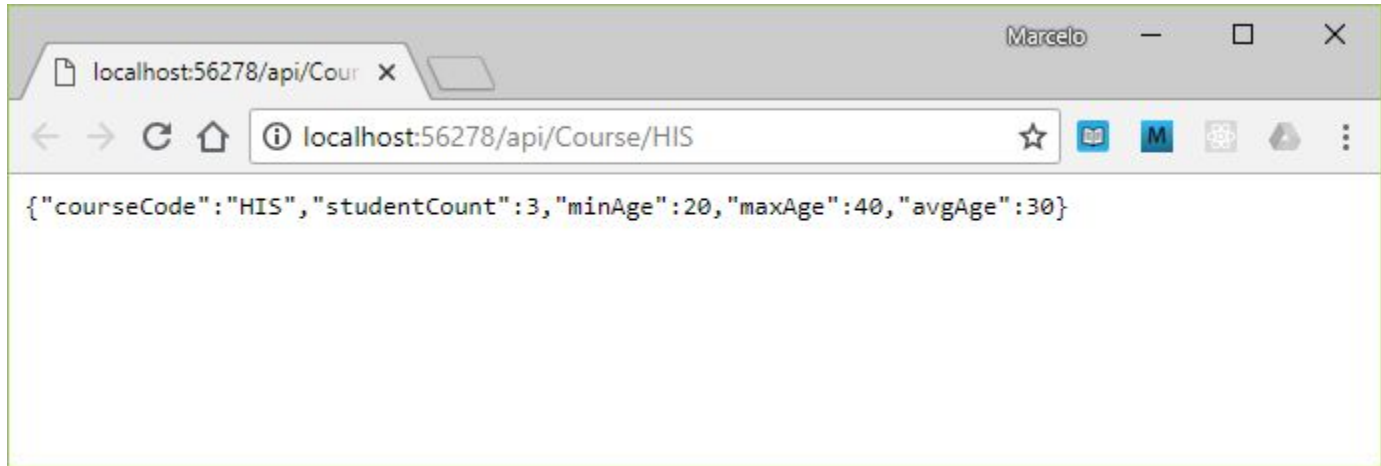 Marcelo
localhost:56278/api/Cour
localhost:56278/api/Course/HIS
M
{"courseCode":"HIS","studentCount":3,"minAge":20,"maxAge":40,"avgAge":30}